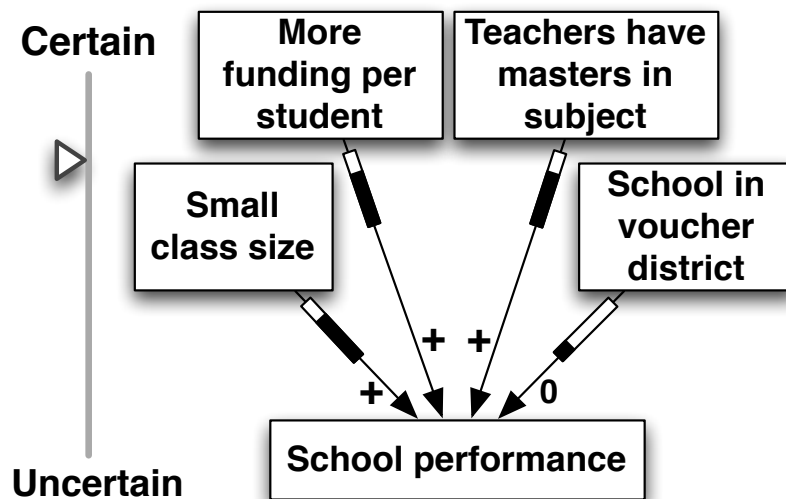 Certain
More
funding per
student
Teachers have
masters in
subject
Small
class size
School in
voucher
district
+
+
+
0
School performance
Uncertain